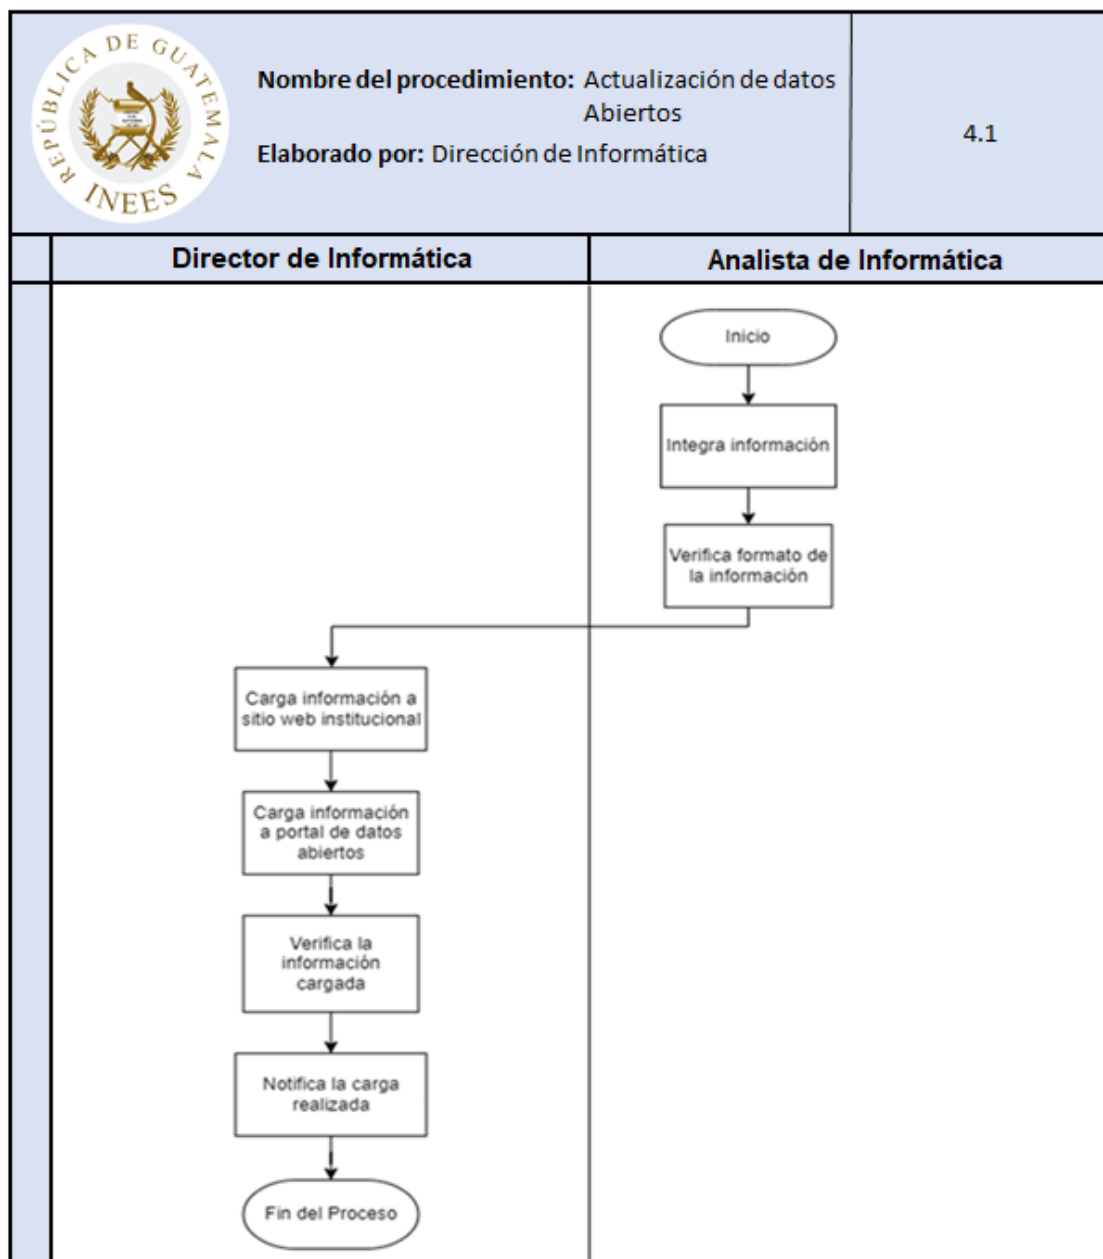 REPÚBLICA DE GUATEMALA
INEES
Nombre del procedimiento: Actualización de datos
Abiertos
Elaborado por: Dirección de Informática
4.1
Director de Informática
Analista de Informática
Inicio
Integra información
Verifica formato de
la información
Carga información a
sitio web institucional
Carga información
a portal de datos
abiertos
Verifica la
información
cargada
Notifica la carga
realizada
Fin del Proceso